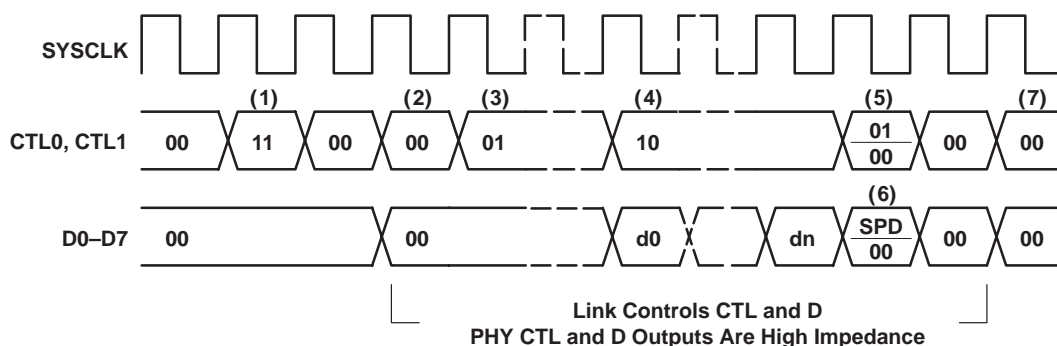 SYSCLK
(1) (2) (3) (4) (5) (7)
CTL0, CTL1 00 11 00 00 01 10 01 00 00 00
(6)
D0–D7 00 00 d0 dn SPD 00 00 00
Link Controls CTL and D
PHY CTL and D Outputs Are High Impedance